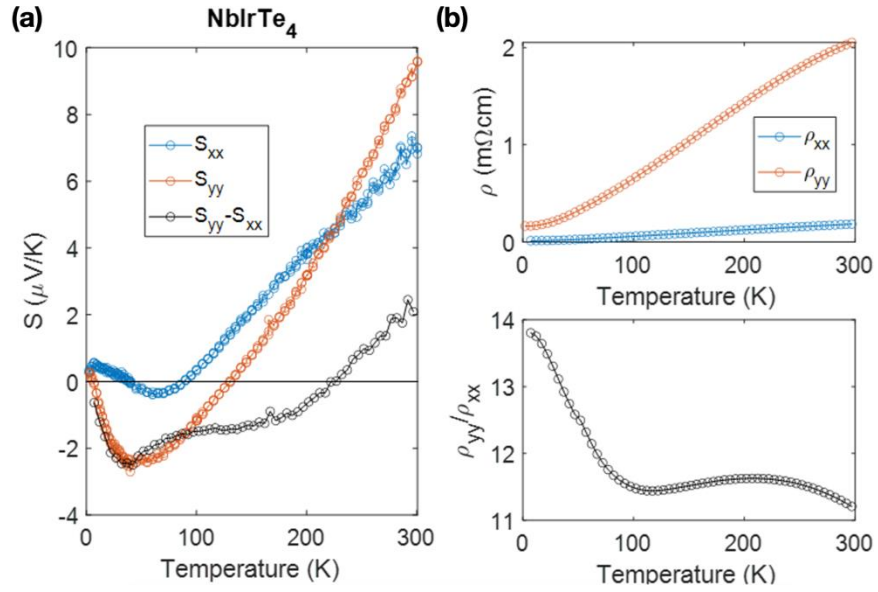 (a)
NbIrTe4
10
8
6
4
2
0
-2
-4
S (μ V/K)
Sxx
Syy
Syy-Sxx
0
100
200
300
Temperature (K)
(b)
2
1
0
ρ (mΩcm)
ρxx
ρyy
0
100
200
300
Temperature (K)
14
13
12
11
ρyy/ρxx
0
100
200
300
Temperature (K)